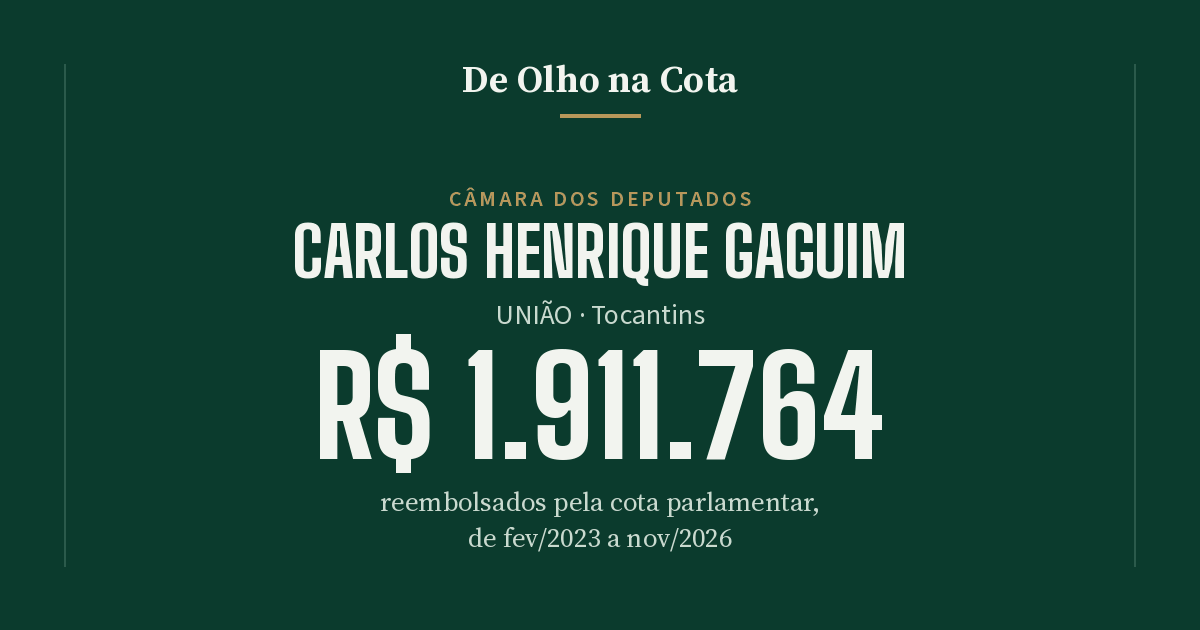 De Olho na Cota
CÂMARA DOS DEPUTADOS
CARLOS HENRIQUE GAGUIM
UNIÃO · Tocantins
R$ 1.911.764
reembolsados pela cota parlamentar,
de fev/2023 a nov/2026